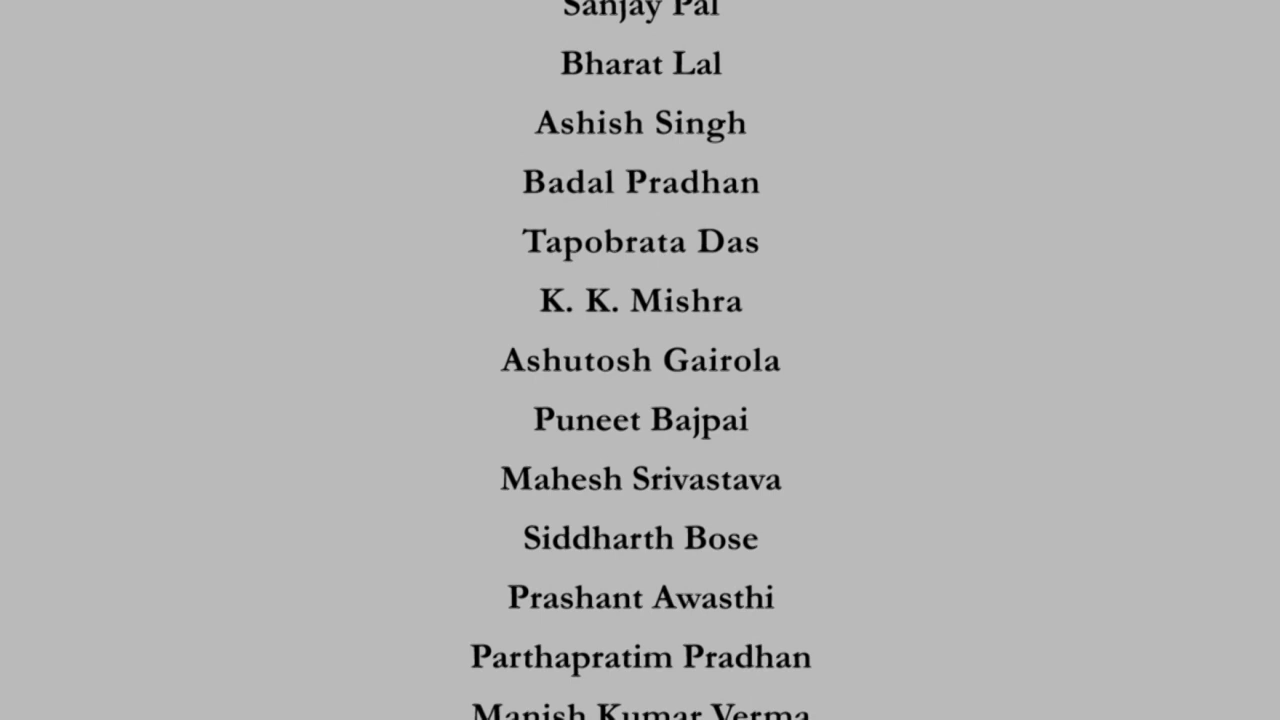 Sanjay Pal
Bharat Lal
Ashish Singh
Badal Pradhan
Tapobrata Das
K. K. Mishra
Ashutosh Gairola
Puneet Bajpai
Mahesh Srivastava
Siddharth Bose
Prashant Awasthi
Parthapratim Pradhan
Manish Kumar Verma